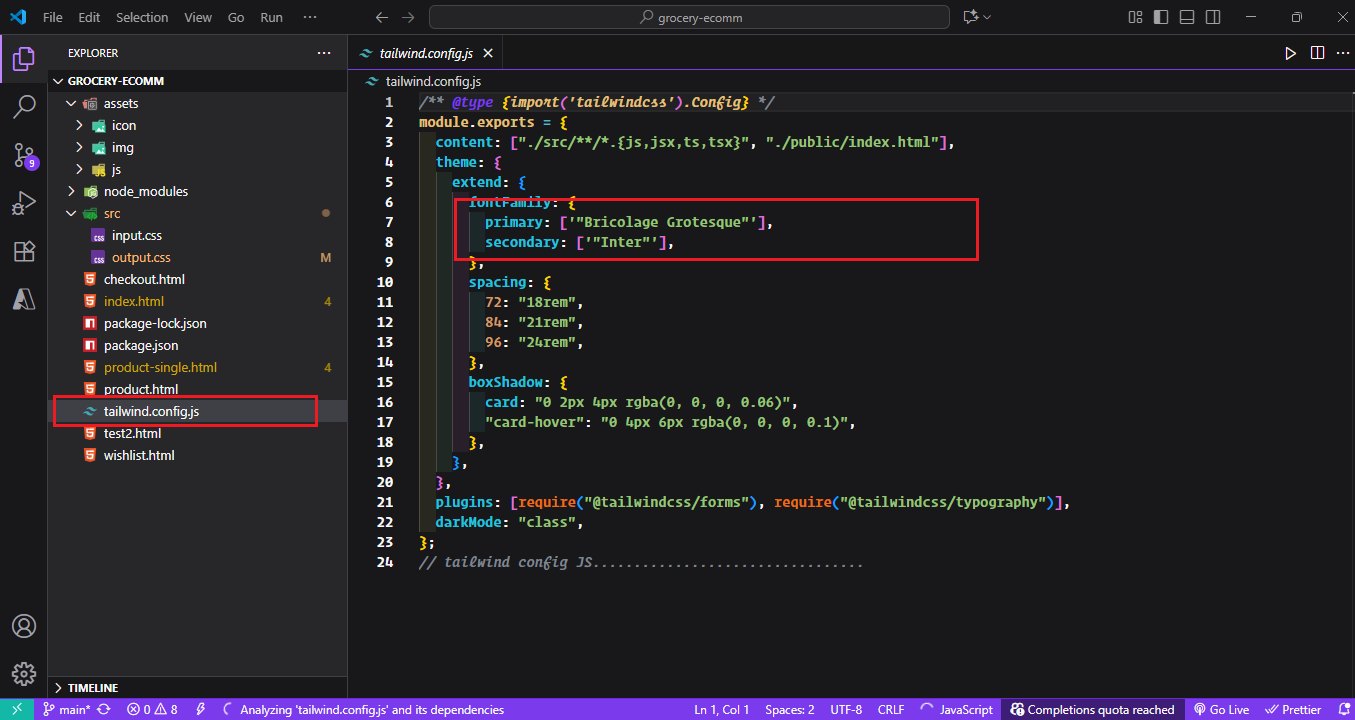 File Edit Selection View Go Run ···
grocery-ecomm
EXPLORER
GROCERY-ECOMM
assets
icon
img
js
node_modules
src
input.css
output.css M
checkout.html
index.html 4
package-lock.json
package.json
product-single.html 4
product.html
tailwind.config.js
test2.html
wishlist.html
TIMELINE
9
tailwind.config.js
tailwind.config.js
1 /** @type {import('tailwindcss').Config} */
2 module.exports = {
3 content: ["./src/**/*.{js,jsx,ts,tsx}", "./public/index.html"],
4 theme: {
5 extend: {
6 fontFamily: {
7 primary: ['"Bricolage Grotesque"'],
8 secondary: ['"Inter"'],
9 },
10 spacing: {
11 72: "18rem",
12 84: "21rem",
13 96: "24rem",
14 },
15 boxShadow: {
16 card: "0 2px 4px rgba(0, 0, 0, 0.06)",
17 "card-hover": "0 4px 6px rgba(0, 0, 0, 0.1)",
18 },
19 },
20 },
21 plugins: [require("@tailwindcss/forms"), require("@tailwindcss/typography")],
22 darkMode: "class",
23 };
24 // tailwind config JS.................................
main* 0 8 Analyzing 'tailwind.config.js' and its dependencies Ln 1, Col 1 Spaces: 2 UTF-8 CRLF JavaScript Completions quota reached Go Live Prettier